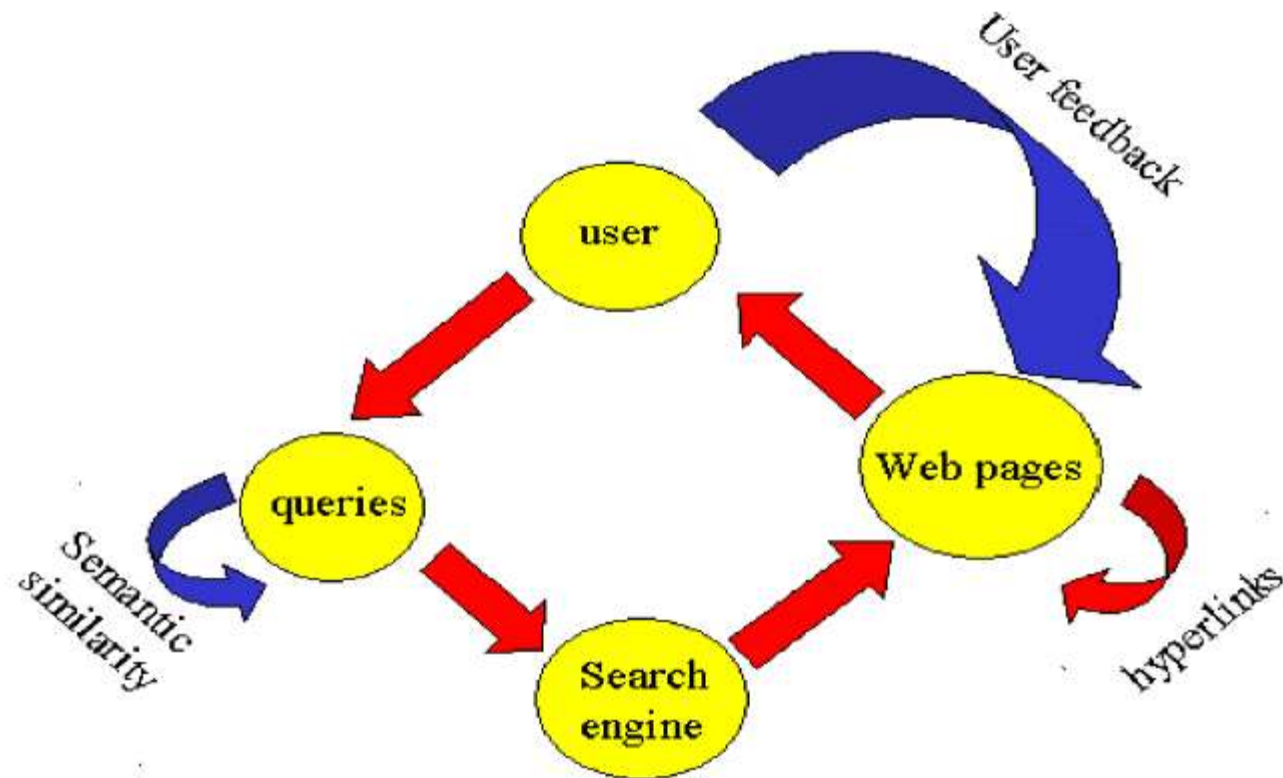 User feedback
user
Web pages
queries
Semantic
similarity
hyperlinks
Search
engine